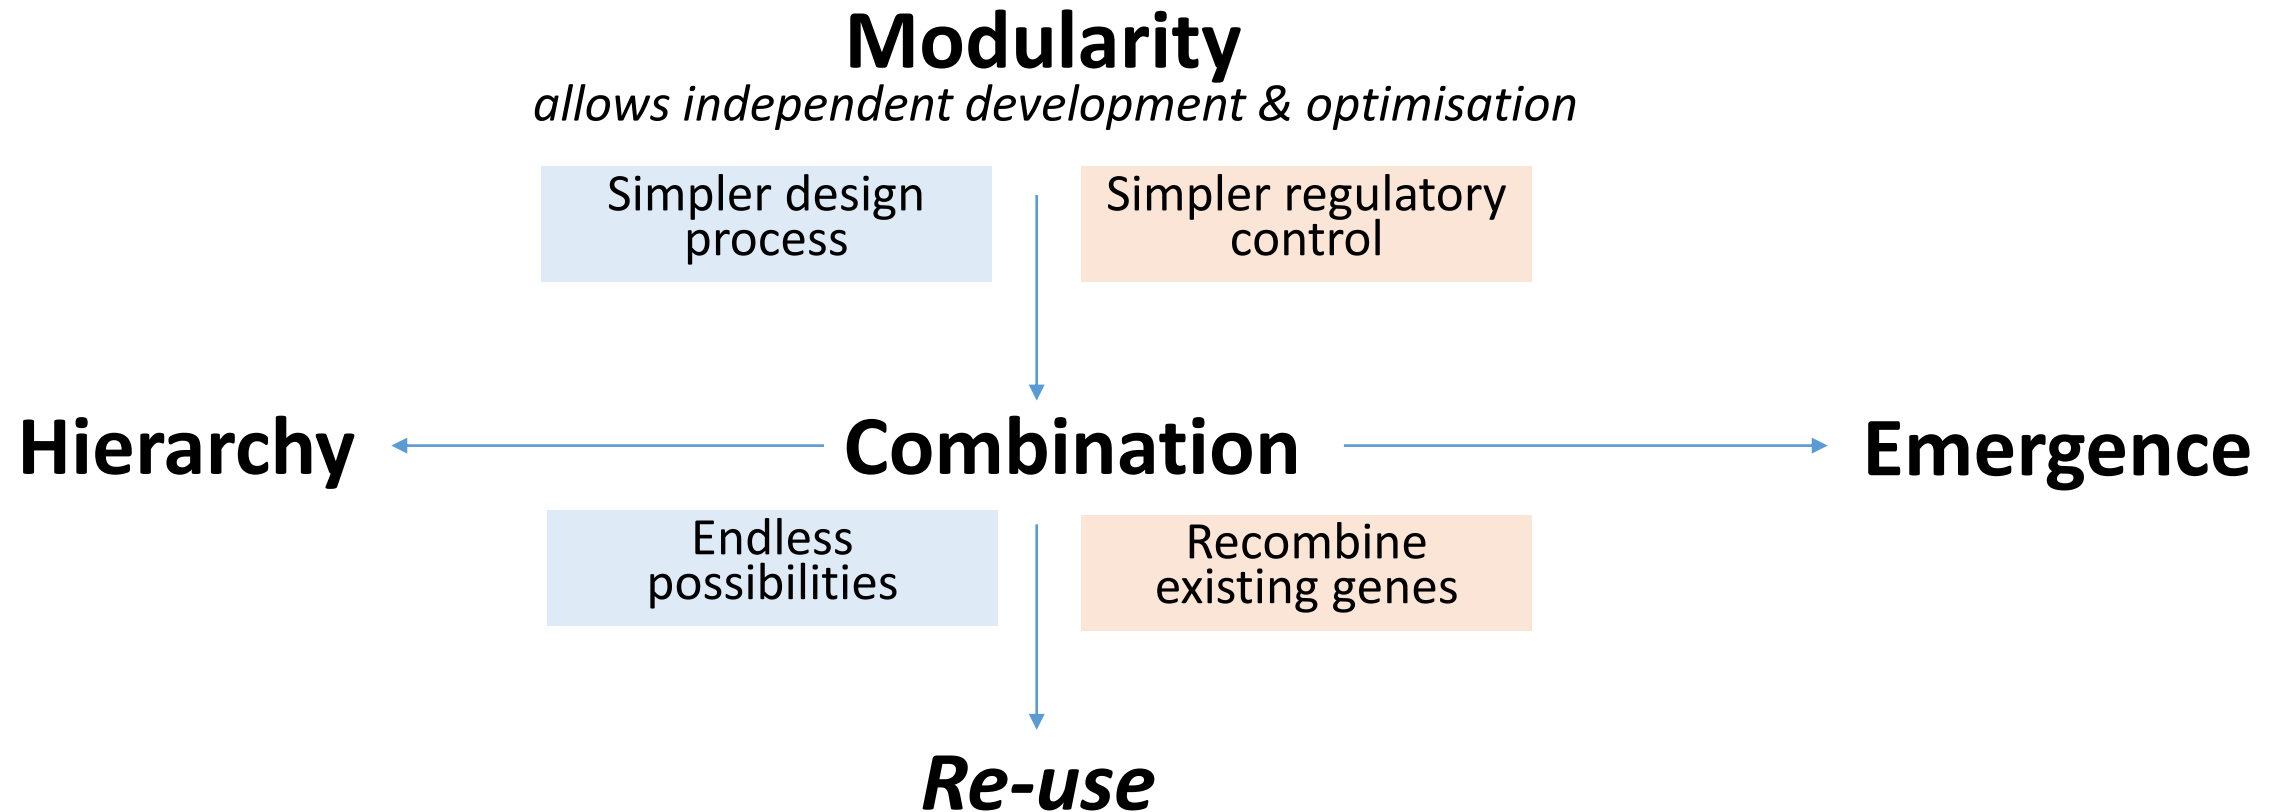 Modularity
allows independent development & optimisation
Simpler design
process
Simpler regulatory
control
Hierarchy
Combination
Emergence
Endless
possibilities
Recombine
existing genes
Re-use